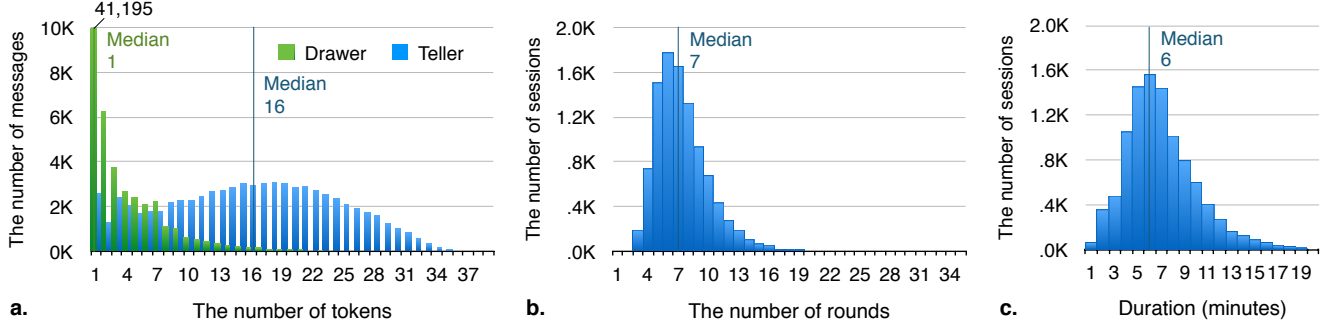 41,195
The number of messages
10K
8K
6K
4K
2K
0K
Median
1
Drawer
Teller
Median
16
1 4 7 10 13 16 19 22 25 28 31 34 37
a.
The number of tokens
The number of sessions
2.0K
1.6K
1.2K
.8K
.4K
.0K
Median
7
1 4 7 10 13 16 19 22 25 28 31 34
b.
The number of rounds
The number of sessions
2.0K
1.6K
1.2K
.8K
.4K
.0K
Median
6
1 3 5 7 9 11 13 15 17 19
c.
Duration (minutes)